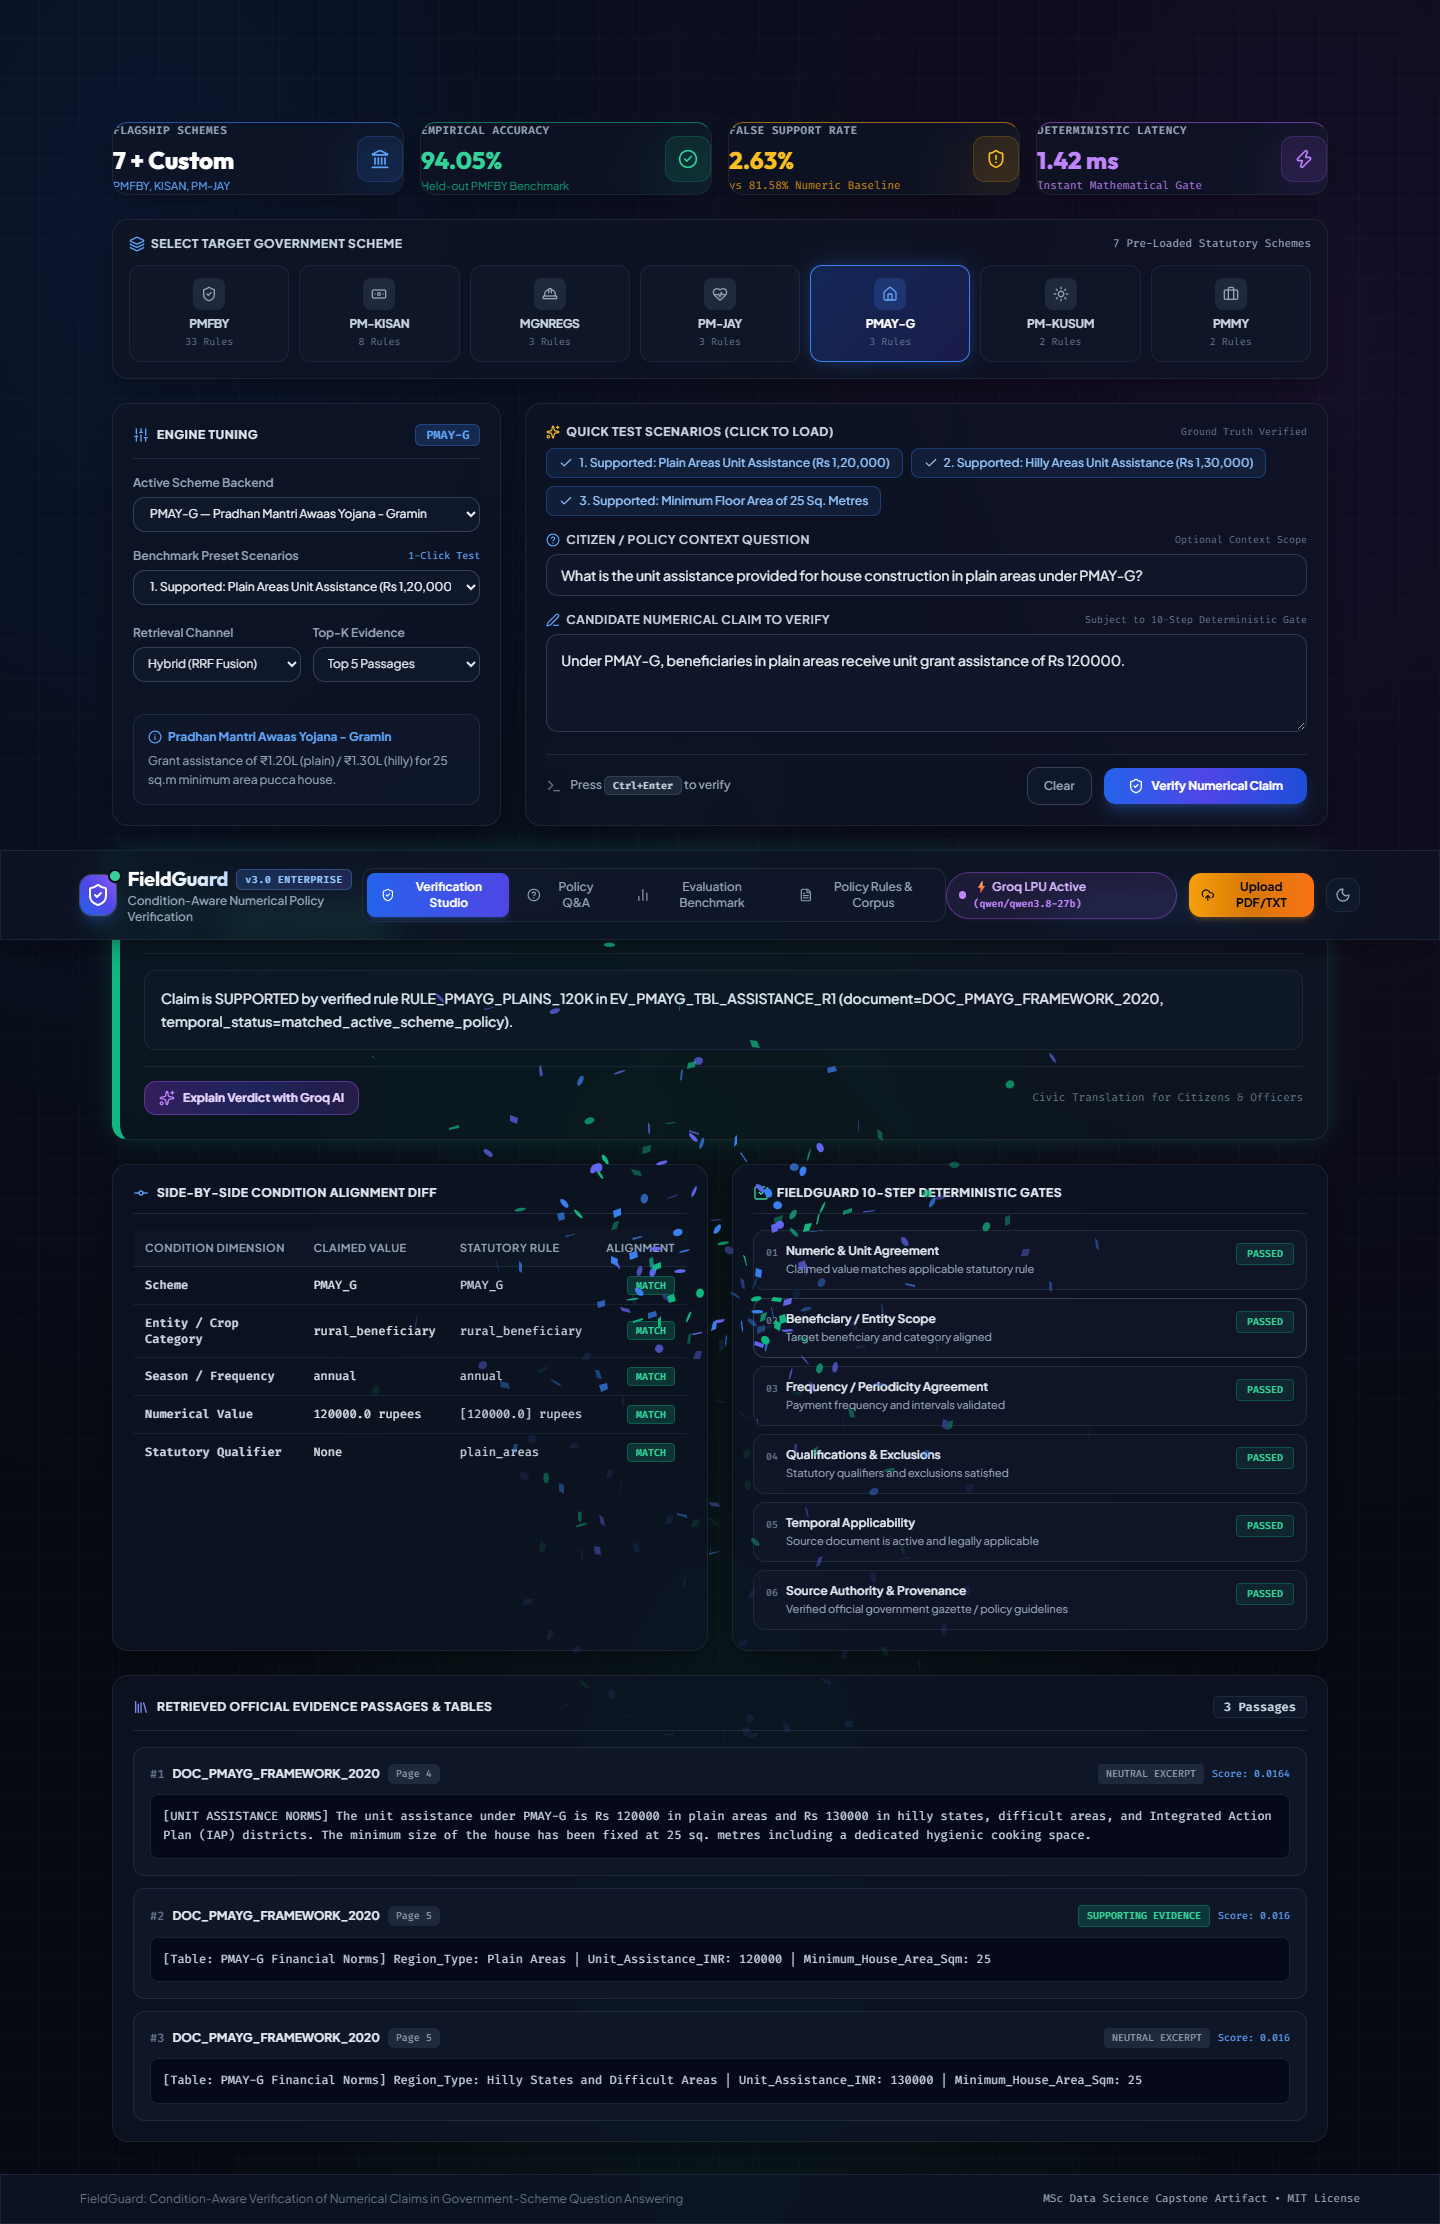 FLAGSHIP SCHEMES
7 + Custom
PMFBY, KISAN, PM-JAY
EMPIRICAL ACCURACY
94.05%
Held-out PMFBY Benchmark
FALSE SUPPORT RATE
2.63%
vs 81.58% Numeric Baseline
DETERMINISTIC LATENCY
1.42 ms
Instant Mathematical Gate
SELECT TARGET GOVERNMENT SCHEME
7 Pre-Loaded Statutory Schemes
PMFBY
33 Rules
PM-KISAN
8 Rules
MGNREGS
3 Rules
PM-JAY
3 Rules
PMAY-G
3 Rules
PM-KUSUM
2 Rules
PMMY
2 Rules
ENGINE TUNING
PMAY-G
Active Scheme Backend
PMAY-G — Pradhan Mantri Awaas Yojana - Gramin
Benchmark Preset Scenarios
1-Click Test
1. Supported: Plain Areas Unit Assistance (Rs 1,20,000
Retrieval Channel
Top-K Evidence
Hybrid (RRF Fusion)
Top 5 Passages
Pradhan Mantri Awaas Yojana - Gramin
Grant assistance of ₹1.20L (plain) / ₹1.30L (hilly) for 25
sq.m minimum area pucca house.
QUICK TEST SCENARIOS (CLICK TO LOAD)
Ground Truth Verified
1. Supported: Plain Areas Unit Assistance (Rs 1,20,000)
2. Supported: Hilly Areas Unit Assistance (Rs 1,30,000)
3. Supported: Minimum Floor Area of 25 Sq. Metres
CITIZEN / POLICY CONTEXT QUESTION
Optional Context Scope
What is the unit assistance provided for house construction in plain areas under PMAY-G?
CANDIDATE NUMERICAL CLAIM TO VERIFY
Subject to 10-Step Deterministic Gate
Under PMAY-G, beneficiaries in plain areas receive unit grant assistance of Rs 120000.
Press Ctrl+Enter to verify
Clear
Verify Numerical Claim
FieldGuard
v3.0 ENTERPRISE
Condition-Aware Numerical Policy
Verification
Verification
Studio
Policy
Q&A
Evaluation
Benchmark
Policy Rules &
Corpus
Groq LPU Active
(qwen/qwen3.8-27b)
Upload
PDF/TXT
Claim is SUPPORTED by verified rule RULE_PMAYG_PLAINS_120K in EV_PMAYG_TBL_ASSISTANCE_R1 (document=DOC_PMAYG_FRAMEWORK_2020,
temporal_status=matched_active_scheme_policy).
Explain Verdict with Groq AI
Civic Translation for Citizens & Officers
SIDE-BY-SIDE CONDITION ALIGNMENT DIFF
CONDITION DIMENSION CLAIMED VALUE STATUTORY RULE ALIGNMENT
Scheme PMAY_G PMAY_G MATCH
Entity / Crop
Category rural_beneficiary rural_beneficiary MATCH
Season / Frequency annual annual MATCH
Numerical Value 120000.0 rupees [120000.0] rupees MATCH
Statutory Qualifier None plain_areas MATCH
FIELDGUARD 10-STEP DETERMINISTIC GATES
01 Numeric & Unit Agreement PASSED
Claimed value matches applicable statutory rule
02 Beneficiary / Entity Scope PASSED
Target beneficiary and category aligned
03 Frequency / Periodicity Agreement PASSED
Payment frequency and intervals validated
04 Qualifications & Exclusions PASSED
Statutory qualifiers and exclusions satisfied
05 Temporal Applicability PASSED
Source document is active and legally applicable
06 Source Authority & Provenance PASSED
Verified official government gazette / policy guidelines
RETRIEVED OFFICIAL EVIDENCE PASSAGES & TABLES
3 Passages
#1 DOC_PMAYG_FRAMEWORK_2020 Page 4 NEUTRAL EXCERPT Score: 0.0164
[UNIT ASSISTANCE NORMS] The unit assistance under PMAY-G is Rs 120000 in plain areas and Rs 130000 in hilly states, difficult areas, and Integrated Action
Plan (IAP) districts. The minimum size of the house has been fixed at 25 sq. metres including a dedicated hygienic cooking space.
#2 DOC_PMAYG_FRAMEWORK_2020 Page 5 SUPPORTING EVIDENCE Score: 0.016
[Table: PMAY-G Financial Norms] Region_Type: Plain Areas | Unit_Assistance_INR: 120000 | Minimum_House_Area_Sqm: 25
#3 DOC_PMAYG_FRAMEWORK_2020 Page 5 NEUTRAL EXCERPT Score: 0.016
[Table: PMAY-G Financial Norms] Region_Type: Hilly States and Difficult Areas | Unit_Assistance_INR: 130000 | Minimum_House_Area_Sqm: 25
FieldGuard: Condition-Aware Verification of Numerical Claims in Government-Scheme Question Answering
MSc Data Science Capstone Artifact • MIT License